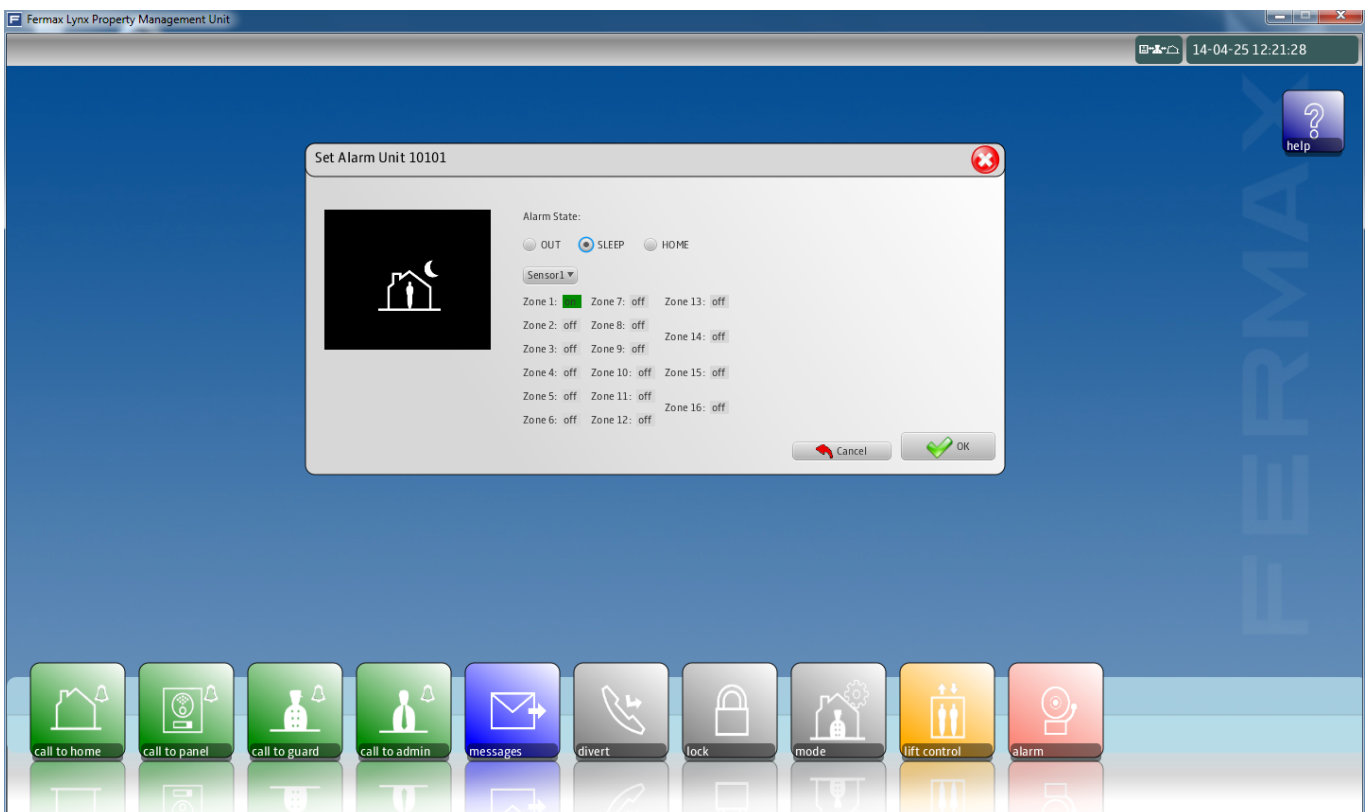 Fermax Lynx Property Management Unit
14-04-25 12:21:28
help
Set Alarm Unit 10101
Alarm State:
OUT SLEEP HOME
Sensor1
Zone 1: on Zone 7: off Zone 13: off
Zone 2: off Zone 8: off
Zone 14: off
Zone 3: off Zone 9: off
Zone 4: off Zone 10: off Zone 15: off
Zone 5: off Zone 11: off
Zone 16: off
Zone 6: off Zone 12: off
Cancel OK
FERMAX
call to home call to panel call to guard call to admin messages divert lock mode lift control alarm